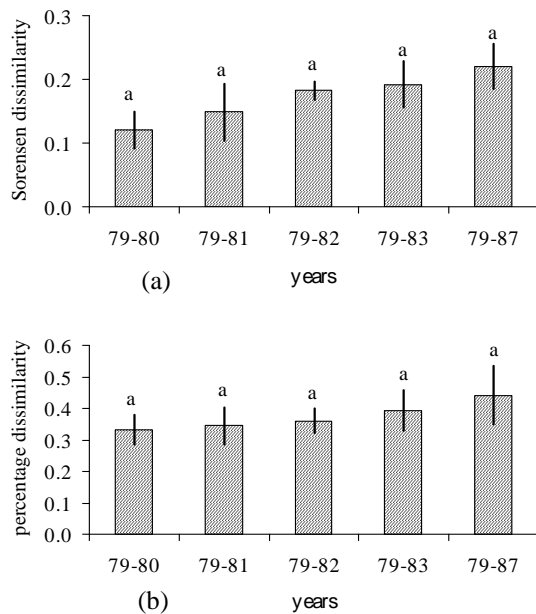 0.3
0.2
0.1
0.0
Sorensen dissimilarity
a
a
a
a
a
79-80 79-81 79-82 79-83 79-87
(a) years
0.6
0.5
0.4
0.3
0.2
0.1
0.0
percentage dissimilarity
a
a
a
a
a
79-80 79-81 79-82 79-83 79-87
(b) years